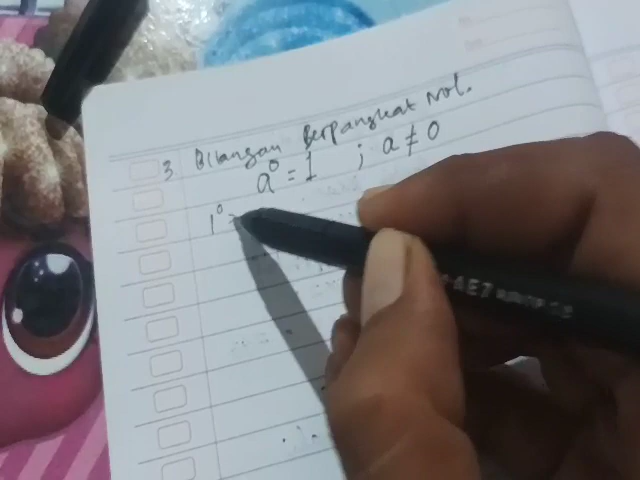 3 Bilangan Berpangkat Nol.
a⁰ = 1 ; a ≠ 0
1⁰ =